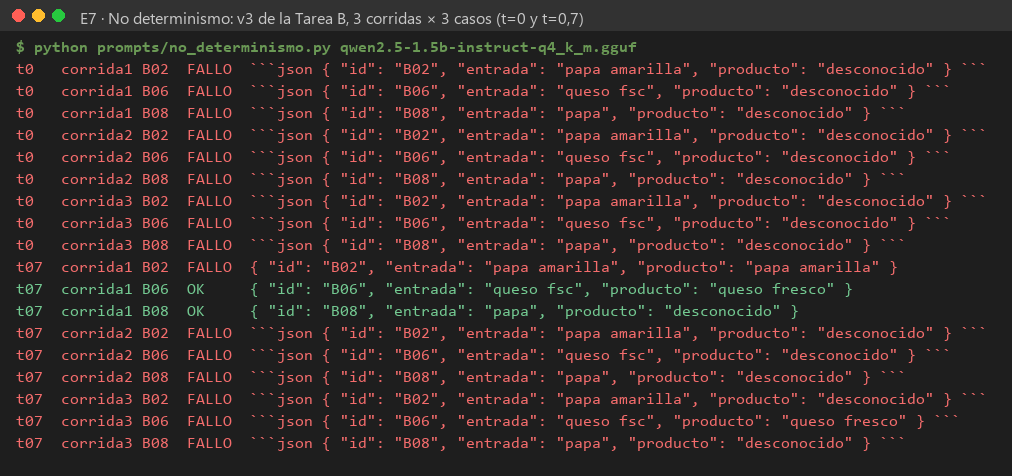 E7 · No determinismo: v3 de la Tarea B, 3 corridas × 3 casos (t=0 y t=0,7)
$ python prompts/no_determinismo.py qwen2.5-1.5b-instruct-q4_k_m.gguf
t0   corrida1 B02  FALLO  ```json { "id": "B02", "entrada": "papa amarilla", "producto": "desconocido" } ```
t0   corrida1 B06  FALLO  ```json { "id": "B06", "entrada": "queso fsc", "producto": "desconocido" } ```
t0   corrida1 B08  FALLO  ```json { "id": "B08", "entrada": "papa", "producto": "desconocido" } ```
t0   corrida2 B02  FALLO  ```json { "id": "B02", "entrada": "papa amarilla", "producto": "desconocido" } ```
t0   corrida2 B06  FALLO  ```json { "id": "B06", "entrada": "queso fsc", "producto": "desconocido" } ```
t0   corrida2 B08  FALLO  ```json { "id": "B08", "entrada": "papa", "producto": "desconocido" } ```
t0   corrida3 B02  FALLO  ```json { "id": "B02", "entrada": "papa amarilla", "producto": "desconocido" } ```
t0   corrida3 B06  FALLO  ```json { "id": "B06", "entrada": "queso fsc", "producto": "desconocido" } ```
t0   corrida3 B08  FALLO  ```json { "id": "B08", "entrada": "papa", "producto": "desconocido" } ```
t07  corrida1 B02  FALLO  { "id": "B02", "entrada": "papa amarilla", "producto": "papa amarilla" }
t07  corrida1 B06  OK     { "id": "B06", "entrada": "queso fsc", "producto": "queso fresco" }
t07  corrida1 B08  OK     { "id": "B08", "entrada": "papa", "producto": "desconocido" }
t07  corrida2 B02  FALLO  ```json { "id": "B02", "entrada": "papa amarilla", "producto": "desconocido" } ```
t07  corrida2 B06  FALLO  ```json { "id": "B06", "entrada": "queso fsc", "producto": "desconocido" } ```
t07  corrida2 B08  FALLO  ```json { "id": "B08", "entrada": "papa", "producto": "desconocido" } ```
t07  corrida3 B02  FALLO  ```json { "id": "B02", "entrada": "papa amarilla", "producto": "desconocido" } ```
t07  corrida3 B06  FALLO  ```json { "id": "B06", "entrada": "queso fsc", "producto": "queso fresco" } ```
t07  corrida3 B08  FALLO  ```json { "id": "B08", "entrada": "papa", "producto": "desconocido" } ```